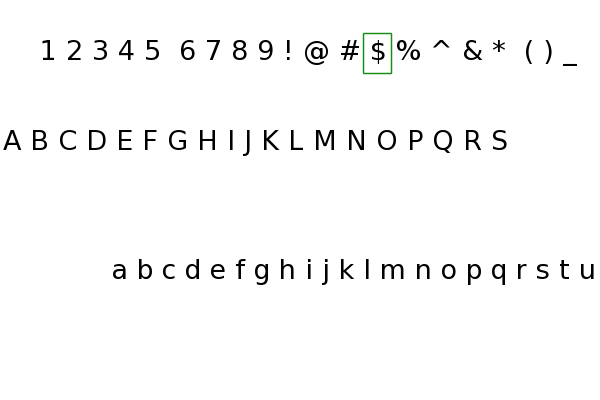 1 2 3 4 5  6 7 8 9 ! @ # $ % ^ & *  ( ) _
A B C D E F G H I J K L M N O P Q R S
a b c d e f g h i j k l m n o p q r s t u